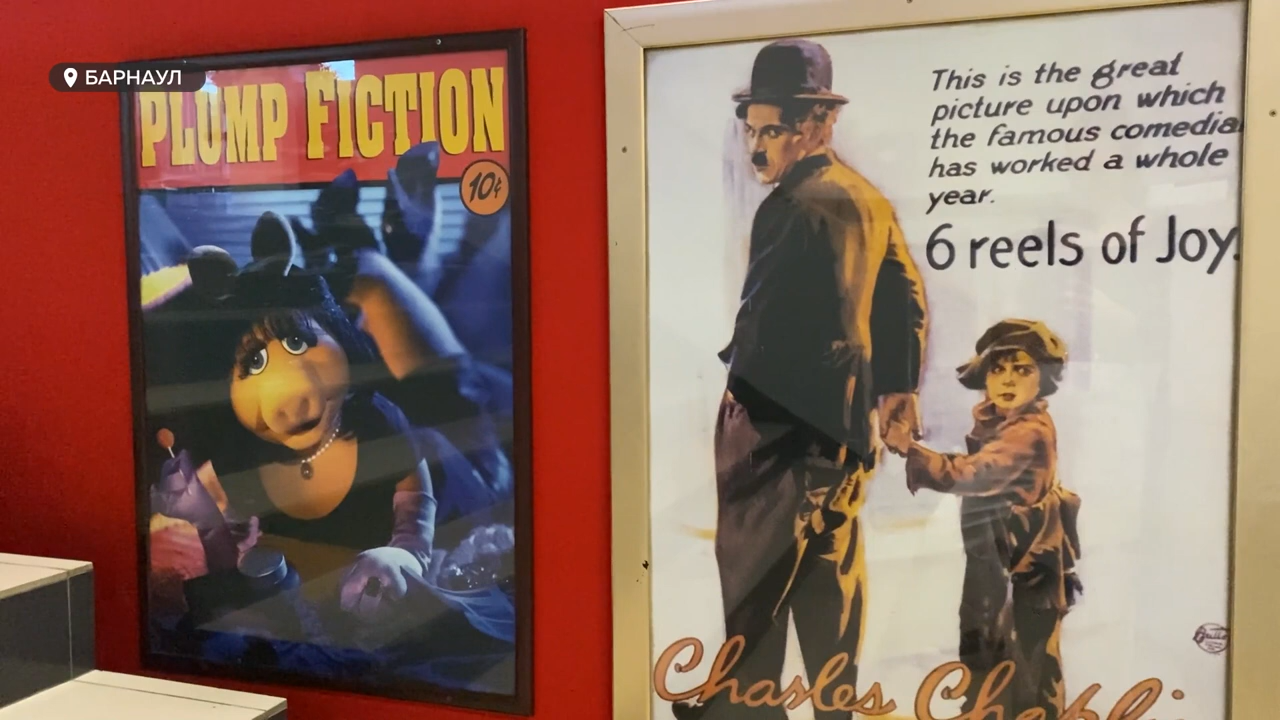 БАРНАУЛ
PLUMP FICTION
10¢
This is the great
picture upon which
the famous comedia
has worked a whole
year.
6 reels of Joy.
Charles Chapli